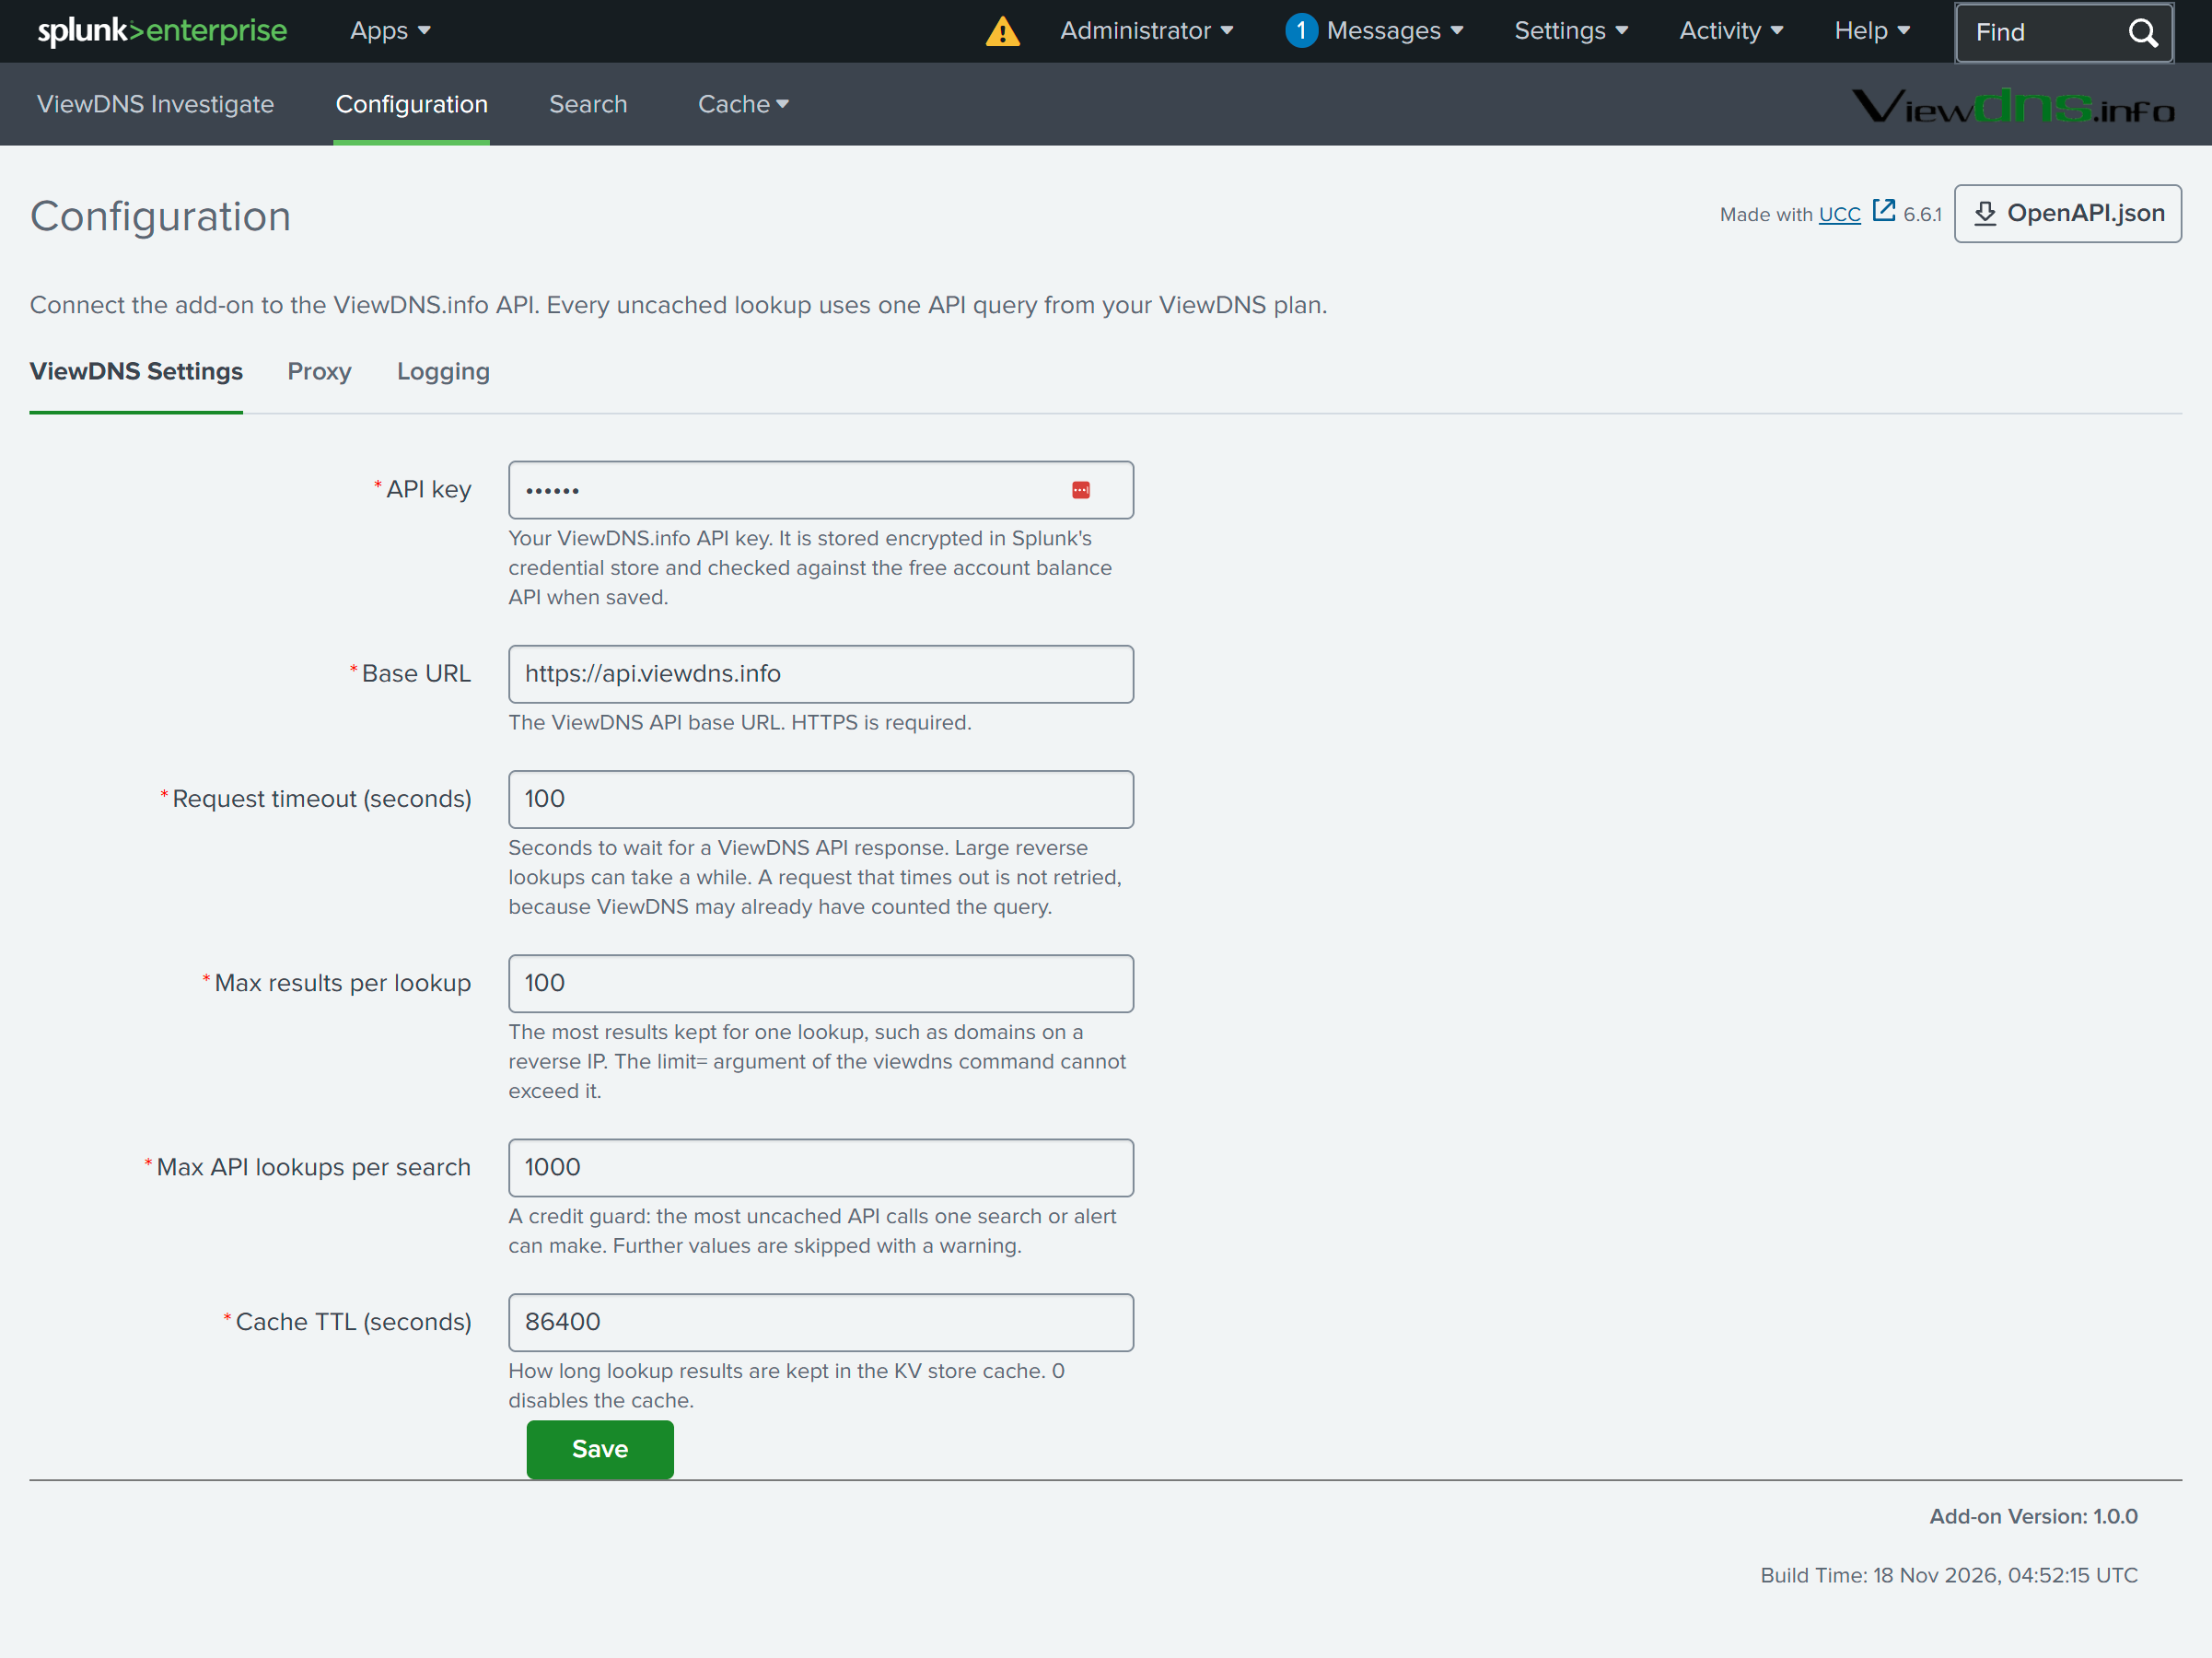 splunk>enterprise Apps Administrator 1 Messages Settings Activity Help Find
ViewDNS Investigate Configuration Search Cache Viewdns.info
Configuration
Made with UCC 6.6.1 OpenAPI.json
Connect the add-on to the ViewDNS.info API. Every uncached lookup uses one API query from your ViewDNS plan.
ViewDNS Settings Proxy Logging
*API key ••••••
Your ViewDNS.info API key. It is stored encrypted in Splunk's
credential store and checked against the free account balance
API when saved.
*Base URL https://api.viewdns.info
The ViewDNS API base URL. HTTPS is required.
*Request timeout (seconds) 100
Seconds to wait for a ViewDNS API response. Large reverse
lookups can take a while. A request that times out is not retried,
because ViewDNS may already have counted the query.
*Max results per lookup 100
The most results kept for one lookup, such as domains on a
reverse IP. The limit= argument of the viewdns command cannot
exceed it.
*Max API lookups per search 1000
A credit guard: the most uncached API calls one search or alert
can make. Further values are skipped with a warning.
*Cache TTL (seconds) 86400
How long lookup results are kept in the KV store cache. 0
disables the cache.
Save
Add-on Version: 1.0.0
Build Time: 18 Nov 2026, 04:52:15 UTC